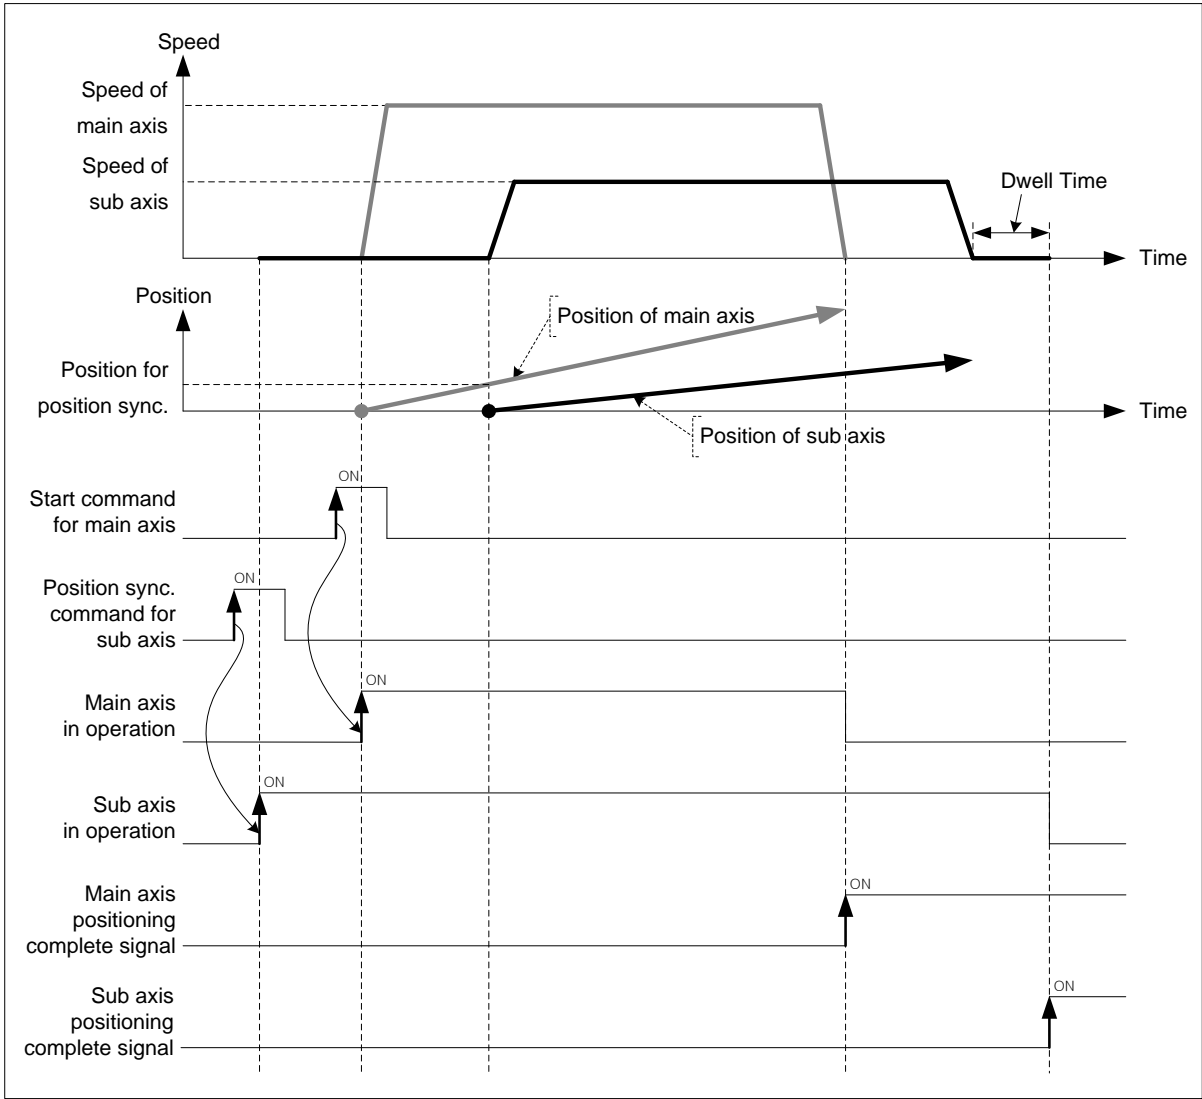 Speed
Speed of
main axis
Speed of
sub axis
Dwell Time
Time
Position
Position of main axis
Position for
position sync.
Time
Position of sub axis
ON
Start command
for main axis
ON
Position sync.
command for
sub axis
ON
Main axis
in operation
ON
Sub axis
in operation
ON
Main axis
positioning
complete signal
ON
Sub axis
positioning
complete signal